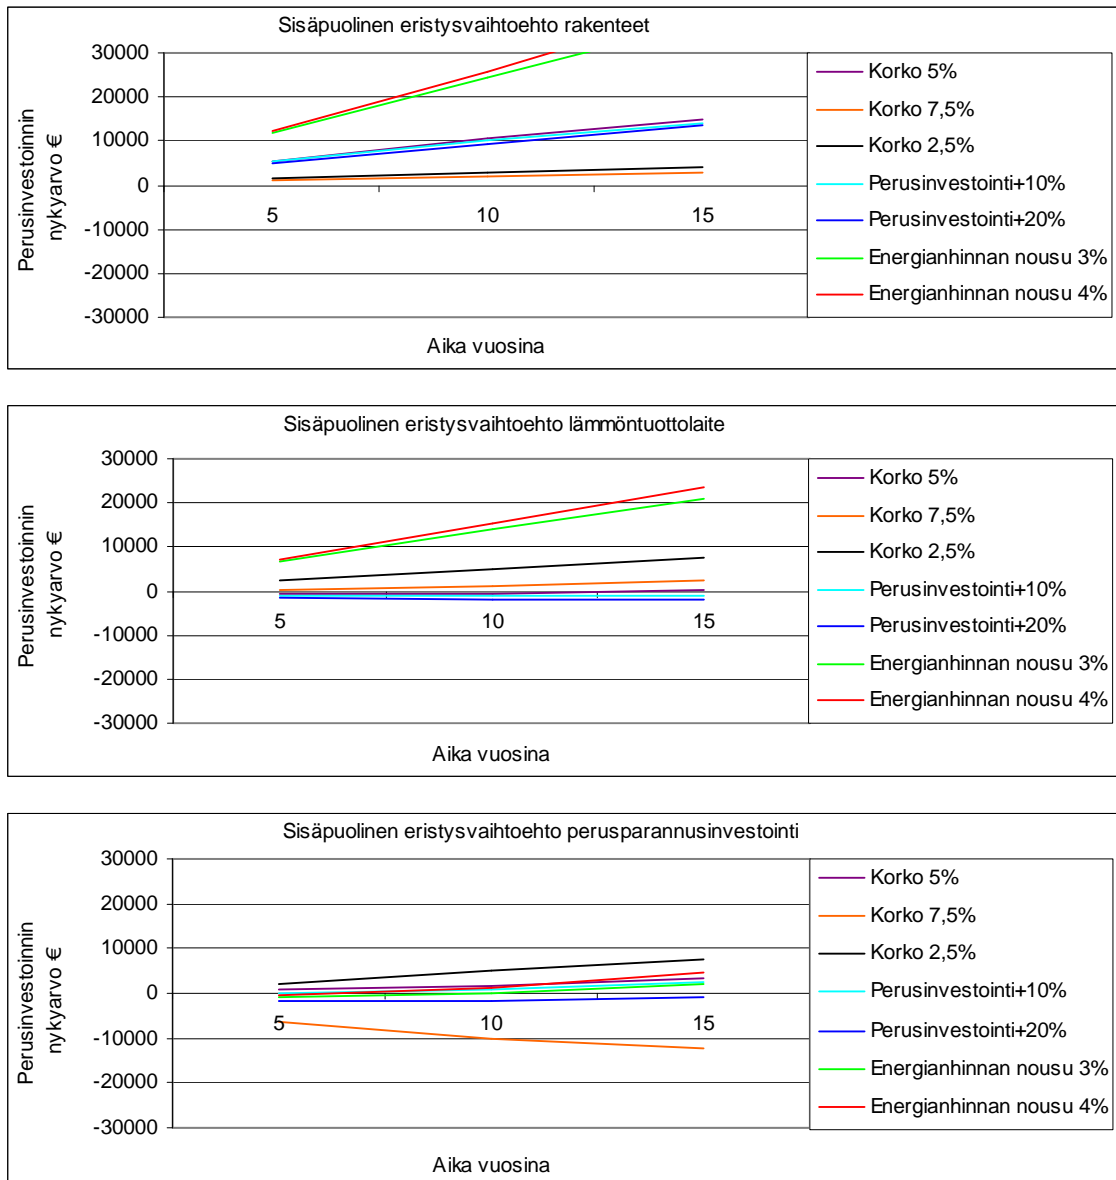 Sisäpuolinen eristysvaihtoehto rakenteet
Perusinvestoinnin
nykyarvo €
30000
20000
10000
0
-10000
-20000
-30000
5
10
15
Aika vuosina
Korko 5%
Korko 7,5%
Korko 2,5%
Perusinvestointi+10%
Perusinvestointi+20%
Energianhinnan nousu 3%
Energianhinnan nousu 4%
Sisäpuolinen eristysvaihtoehto lämmöntuottolaite
Perusinvestoinnin
nykyarvo €
30000
20000
10000
0
-10000
-20000
-30000
5
10
15
Aika vuosina
Korko 5%
Korko 7,5%
Korko 2,5%
Perusinvestointi+10%
Perusinvestointi+20%
Energianhinnan nousu 3%
Energianhinnan nousu 4%
Sisäpuolinen eristysvaihtoehto perusparannusinvestointi
Perusinvestoinnin
nykyarvo €
30000
20000
10000
0
-10000
-20000
-30000
5
10
15
Aika vuosina
Korko 5%
Korko 7,5%
Korko 2,5%
Perusinvestointi+10%
Perusinvestointi+20%
Energianhinnan nousu 3%
Energianhinnan nousu 4%